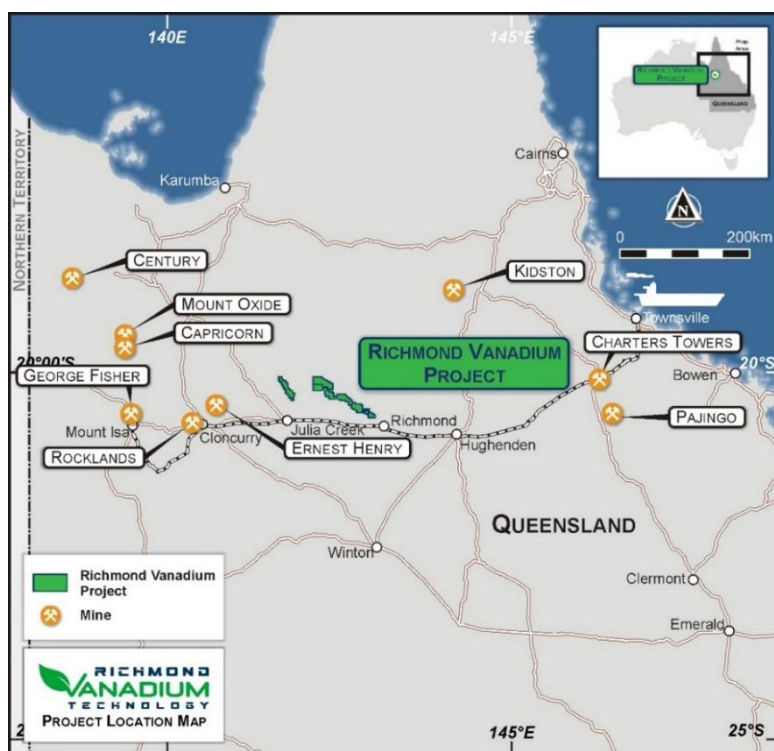 140E
145°E
Map
Area
RICHMOND VANADIUM
PROJECT
QUEENSLAND
NORTHERN TERRITORY
Cairns
Karumba
N
0
200km
CENTURY
KIDSTON
MOUNT OXIDE
Townsville
CAPRICORN
CHARTERS TOWERS
RICHMOND VANADIUM
PROJECT
20°00'S
20°S
GEORGE FISHER
Bowen
Mount Isa
Cloncurry
Julia Creek
Richmond
PAJINGO
ROCKLANDS
ERNEST HENRY
Hughenden
QUEENSLAND
Winton
Richmond Vanadium
Project
Mine
Clermont
Emerald
RICHMOND
VANADIUM
TECHNOLOGY
PROJECT LOCATION MAP
145°E
25°S